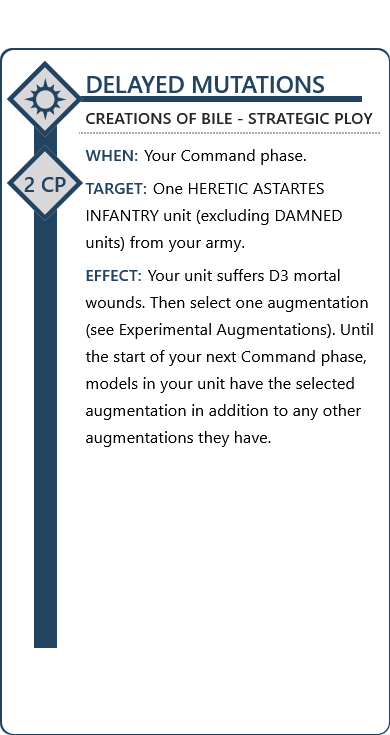 DELAYED MUTATIONS
CREATIONS OF BILE - STRATEGIC PLOY
2 CP
WHEN: Your Command phase.
TARGET: One HERETIC ASTARTES
INFANTRY unit (excluding DAMNED
units) from your army.
EFFECT: Your unit suffers D3 mortal
wounds. Then select one augmentation
(see Experimental Augmentations). Until
the start of your next Command phase,
models in your unit have the selected
augmentation in addition to any other
augmentations they have.